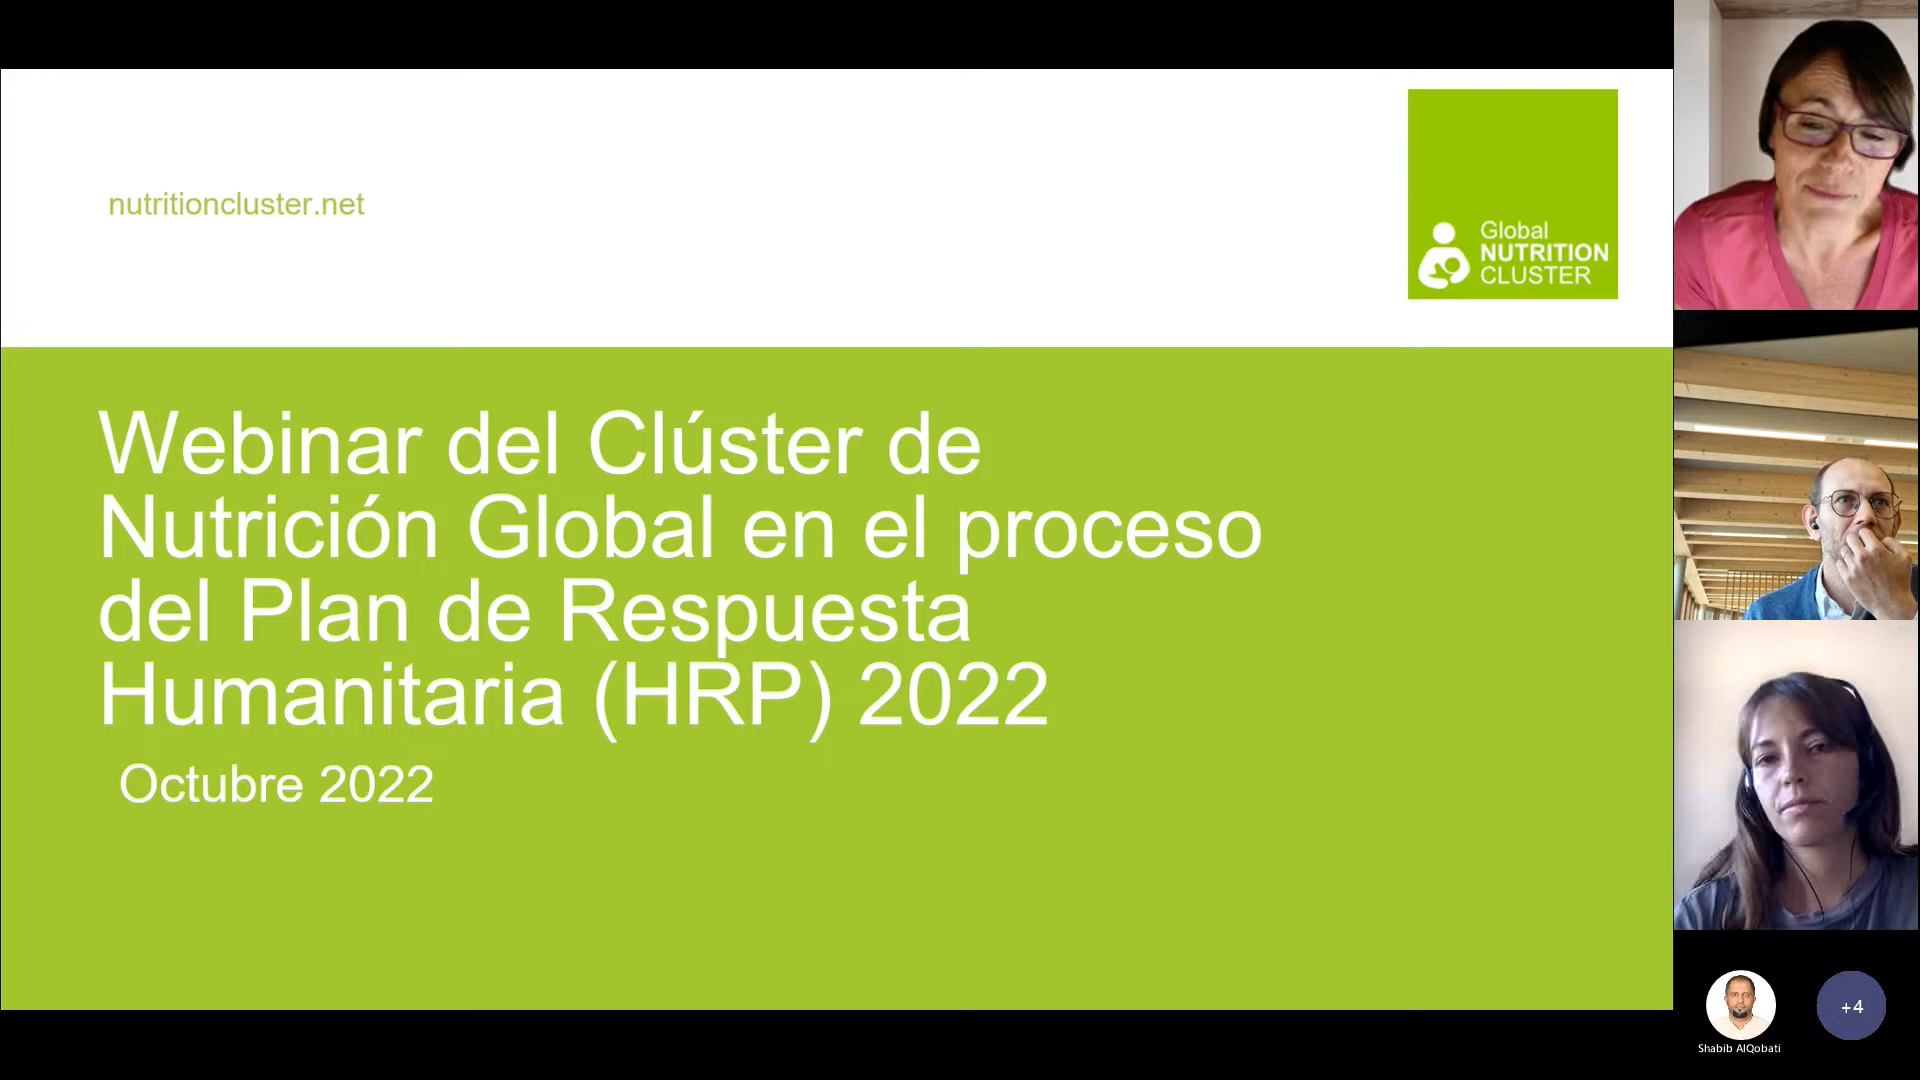 nutritioncluster.net
Global
NUTRITION
CLUSTER
Webinar del Clúster de
Nutrición Global en el proceso
del Plan de Respuesta
Humanitaria (HRP) 2022
Octubre 2022
+4
Shabib AlQobati